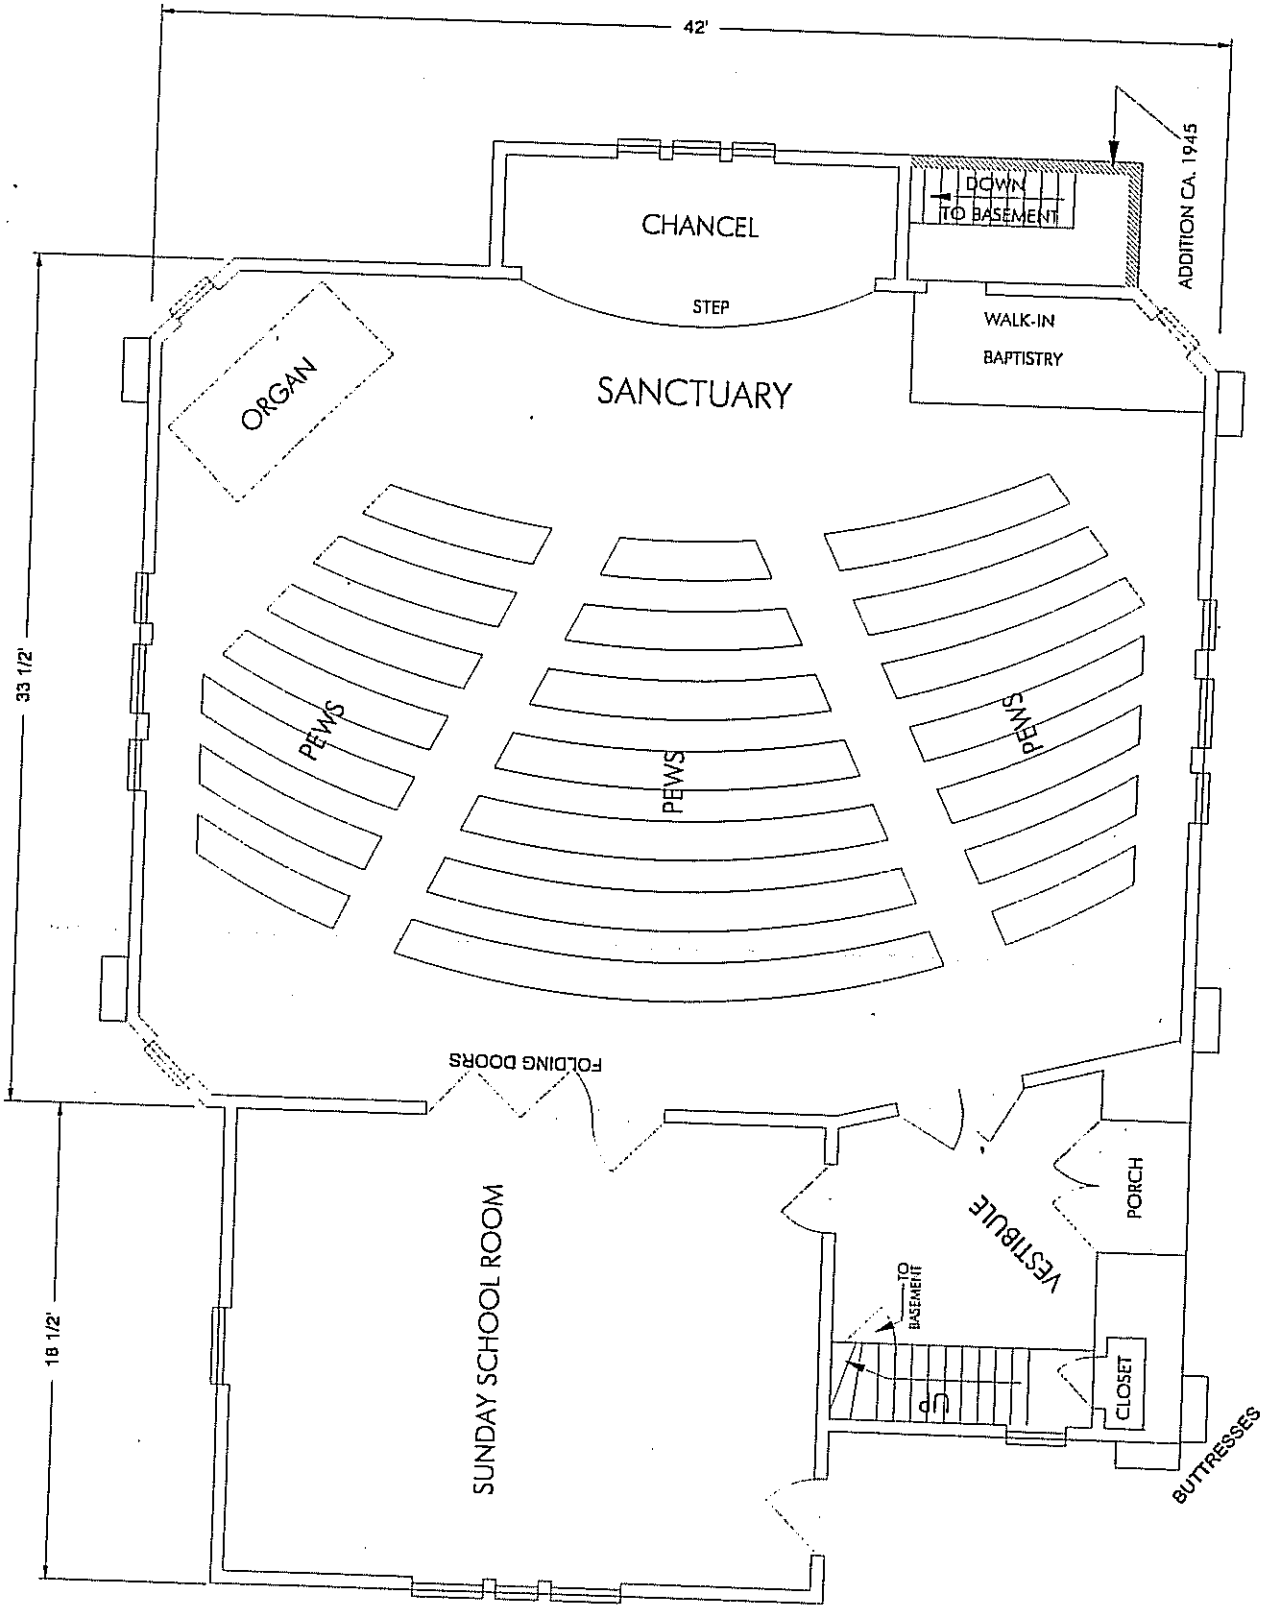 42'
ADDITION CA. 1945
DOWN
TO BASEMENT
CHANCEL
STEP
WALK-IN
BAPTISTRY
ORGAN
SANCTUARY
33 1/2'
PEWS
PEWS
PEWS
FOLDING DOORS
18 1/2'
SUNDAY SCHOOL ROOM
VESTIBULE
PORCH
TO
BASEMENT
UP
CLOSET
BUTTRESSES